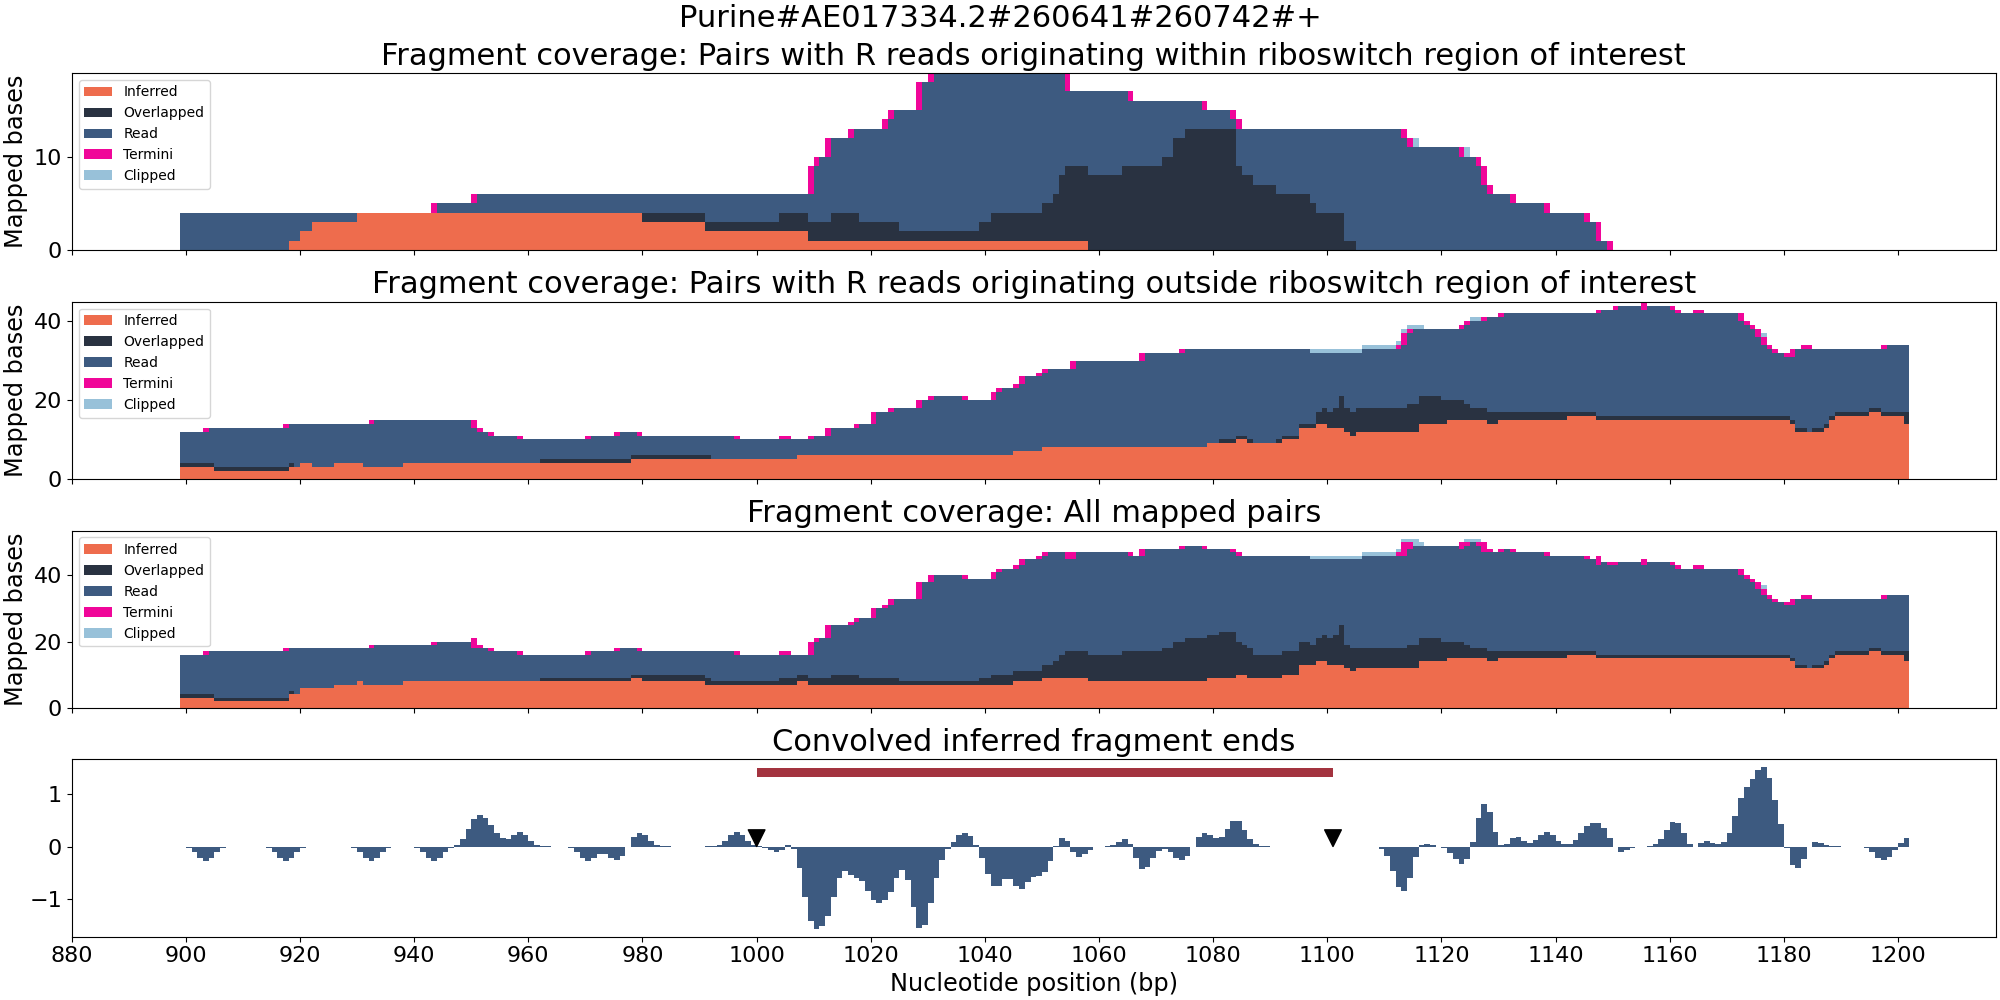 Purine#AE017334.2#260641#260742#+
Fragment coverage: Pairs with R reads originating within riboswitch region of interest
Mapped bases
10
0
Inferred
Overlapped
Read
Termini
Clipped
Fragment coverage: Pairs with R reads originating outside riboswitch region of interest
Mapped bases
40
20
0
Inferred
Overlapped
Read
Termini
Clipped
Fragment coverage: All mapped pairs
Mapped bases
40
20
0
Inferred
Overlapped
Read
Termini
Clipped
Convolved inferred fragment ends
1
0
−1
880 900 920 940 960 980 1000 1020 1040 1060 1080 1100 1120 1140 1160 1180 1200
Nucleotide position (bp)